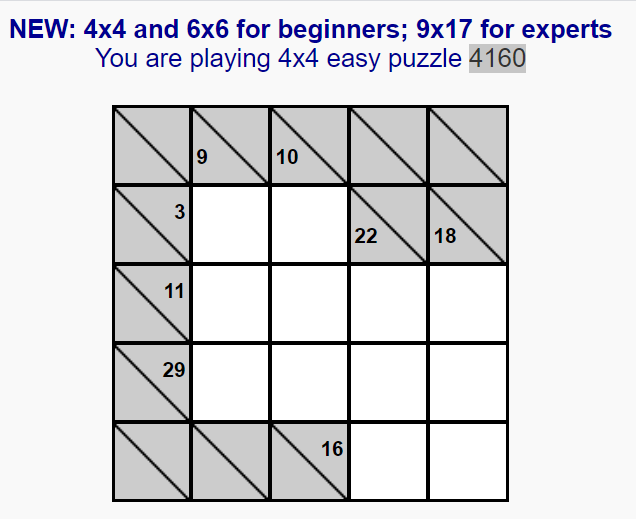 NEW: 4x4 and 6x6 for beginners; 9x17 for experts
You are playing 4x4 easy puzzle 4160
9 10
3 22 18
11
29
16